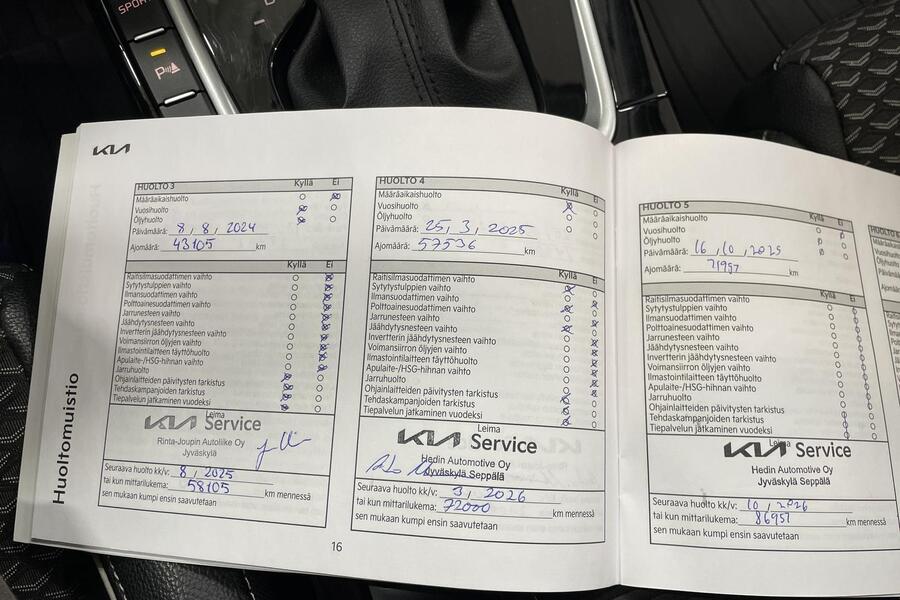 SPOR
P
KIA
Huoltomuistio
HUOLTO 3 Kyllä Ei
Määräaikaishuolto
Vuosihuolto
Öljyhuolto
Päivämäärä: 8, 8, 2024
Ajomäärä: 43105 km
Kyllä Ei
Raitisilmasuodattimen vaihto
Sytytystulppien vaihto
Ilmansuodattimen vaihto
Polttoainesuodattimen vaihto
Jarrunesteen vaihto
Jäähdytysnesteen vaihto
Invertterin jäähdytysnesteen vaihto
Voimansiirron öljyjen vaihto
Ilmastointilaitteen täyttöhuolto
Apulaite-/HSG-hihnan vaihto
Jarruhuolto
Ohjainlaitteiden päivitysten tarkistus
Tehdaskampanjoiden tarkistus
Tiepalvelun jatkaminen vuodeksi
Leima
KIA Service
Rinta-Joupin Autoliike Oy
Jyväskylä
Seuraava huolto kk/v: 8, 2025
tai kun mittarilukema: 58105 km mennessä
sen mukaan kumpi ensin saavutetaan
16
HUOLTO 4 Kyllä Ei
Määräaikaishuolto
Vuosihuolto
Öljyhuolto
Päivämäärä: 25, 3, 2025
Ajomäärä: 57536 km
Kyllä Ei
Raitisilmasuodattimen vaihto
Sytytystulppien vaihto
Ilmansuodattimen vaihto
Polttoainesuodattimen vaihto
Jarrunesteen vaihto
Jäähdytysnesteen vaihto
Invertterin jäähdytysnesteen vaihto
Voimansiirron öljyjen vaihto
Ilmastointilaitteen täyttöhuolto
Apulaite-/HSG-hihnan vaihto
Jarruhuolto
Ohjainlaitteiden päivitysten tarkistus
Tehdaskampanjoiden tarkistus
Tiepalvelun jatkaminen vuodeksi
Leima
KIA Service
Hedin Automotive Oy
Jyväskylä Seppälä
Seuraava huolto kk/v: 3, 2026
tai kun mittarilukema: 72000 km mennessä
sen mukaan kumpi ensin saavutetaan
HUOLTO 5 Kyllä Ei
Määräaikaishuolto
Vuosihuolto
Öljyhuolto
Päivämäärä: 16, 10, 2025
Ajomäärä: 71957 km
Kyllä Ei
Raitisilmasuodattimen vaihto
Sytytystulppien vaihto
Ilmansuodattimen vaihto
Polttoainesuodattimen vaihto
Jarrunesteen vaihto
Jäähdytysnesteen vaihto
Invertterin jäähdytysnesteen vaihto
Voimansiirron öljyjen vaihto
Ilmastointilaitteen täyttöhuolto
Apulaite-/HSG-hihnan vaihto
Jarruhuolto
Ohjainlaitteiden päivitysten tarkistus
Tehdaskampanjoiden tarkistus
Tiepalvelun jatkaminen vuodeksi
Leima
KIA Service
Hedin Automotive Oy
Jyväskylä Seppälä
Seuraava huolto kk/v: 10, 2026
tai kun mittarilukema: 86957 km mennessä
sen mukaan kumpi ensin saavutetaan